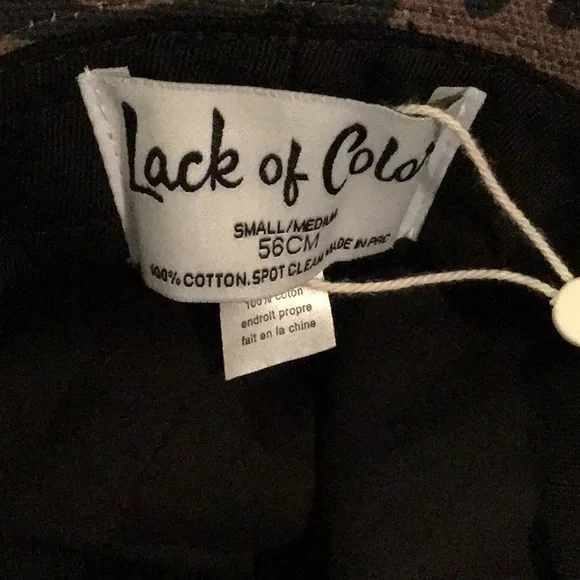 Lack of Color
SMALL/MEDIUM
56CM
100% COTTON.SPOT CLEAN MADE IN PRC
100% coton
endroit propre
fait en la chine